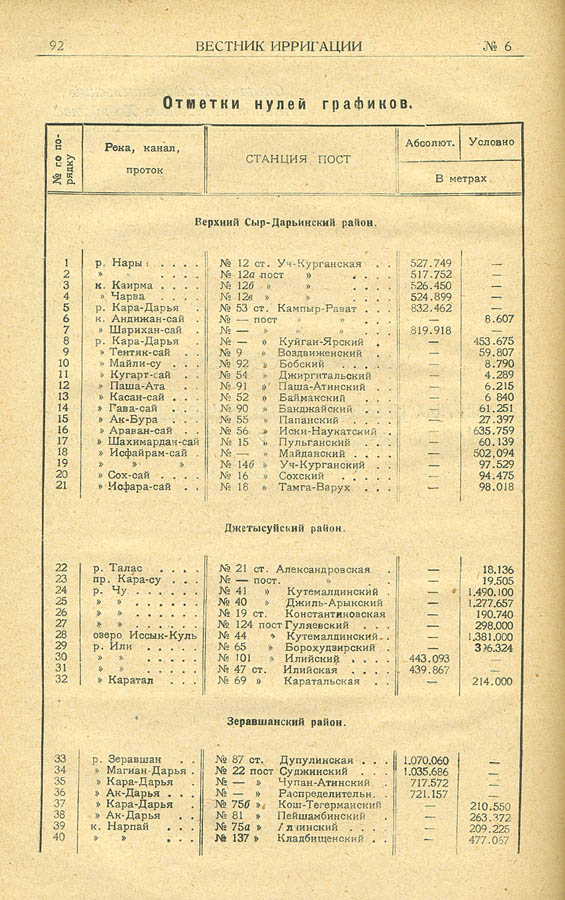 92 ВЕСТНИК ИРРИГАЦИИ № 6
Отметки нулей графиков.
№ го по-рядку Река, канал, проток СТАНЦИЯ, ПОСТ Абсолют. Условно
В метрах.
Верхний Сыр-Дарьинский район.
1 р. Нары . . . . № 12 ст. Уч-Курганская 527.749 —
2 » . . . . № 12а пост » . . . . 517.752 —
3 к. Каирма . . . . № 12б » » . . . . 526.450 —
4 » Чарва . . . . № 12в » » . . . . 524.899 —
5 р. Кара-Дарья . . № 53 ст. Кампыр-Рават . . . 832.462 —
6 к. Андижан-сай . № — пост » » . — 8.607
7 » Шарихан-сай . № — » » » . 819.918 —
8 р. Кара-Дарья . . № — » Куйган-Ярский . — 453.675
9 » Тентяк-сай . . № 9 » Воздвиженский . . — 59.807
10 » Майли-су . . . № 92 » Бобский . . . . — 8.790
11 » Кугарт-сай . . № 54 » Джиргитальский . — 4.289
12 » Паша-Ата . . . № 91 » Паша-Атинский . . — 6.215
13 » Касан-сай . . № 52 » Баймакский . . — 6 840
14 » Гава-сай . . . № 90 » Бакджайский . . — 61.251
15 » Ак-Бура . . . № 55 » Папанский . . . — 27.397
16 » Араван-сай . . № 56 » Иски-Наукатский . . — 635.759
17 » Шахимардан-сай № 15 » Пульганский . . — 60.139
18 » Исфайрам-сай . № — » Майданский . . . — 502,094
19 » » » . № 14б » Уч-Курганский . . — 97.529
20 » Сох-сай . . . № 16 » Сохский . . . . — 94.475
21 » Исфара-сай . . № 18 » Тамга-Варух . . . — 98.018
Джетысуйский район.
22 р. Талас . . . . № 21 ст. Александровская . — 18.136
23 пр. Кара-су . . . № — пост. » — 19.505
24 р. Чу . . . . . № 41 » Кутемалдинский . — 1.490.100
25 » » . . . . . № 40 » Джиль-Арыкский . — 1.277.657
26 » » . . . . . № 19 ст. Константиновская — 190.740
27 » » . . . . . № 124 пост Гуляевский . — 298.000
28 озеро Иссык-Куль № 44 » Кутемалдинский . . — 1,381.000
29 р. Или . . . . . № 65 » Борохудзирский . . — 324
30 » » . . . . . № 101 » Илийский . . . . 443.093 —
31 » » . . . . . № 47 ст. Илийская . . . . 439.867 —
32 » Каратал . . . № 69 » Каратальская . . — 214.000
Зеравшанский район.
33 р. Зеравшан . . № 87 ст. Дупулинская . . . 1.070.060 —
34 » Магиан-Дарья . № 22 пост Суджинский . . . 1.035.686 —
35 » Кара-Дарья . . № — » Чупан-Атинский . . 717.572 —
36 » Ак-Дарья . . . № — » Распределительн. . . 721.157 —
37 » Кара-Дарья . . № 75б » Кош-Тегерманский — 210.550
38 » Ак-Дарья . . . № 81 » Пейшамбинский . — 263.372
39 к. Нарпай . . . № 75а » . . . . — 209.225
40 » » . . . № 137 » Кладбищенский . . — 477.067